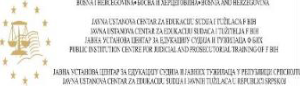 BOSNA I HERCEGOVINA • БОСНА И ХЕРЦЕГОВИНА • BOSNIA AND HERZEGOVINA
JAVNA USTANOVA CENTAR ZA EDUKACIJU SUDIJA I TUŽILACA F BIH
JAVNA USTANOVA CENTAR ZA EDUKACIJU SUDACA I TUŽITELJA F BIH
ЈАВНА УСТАНОВА ЦЕНТАР ЗА ЕДУКАЦИЈУ СУДИЈА И ТУЖИЛАЦА Ф БИХ
PUBLIC INSTITUTION CENTRE FOR JUDICIAL AND PROSECUTORIAL TRAINING OF F BIH
ЈАВНА УСТАНОВА ЦЕНТАР ЗА ЕДУКАЦИЈУ СУДИЈА И ЈАВНИХ ТУЖИЛАЦА У РЕПУБЛИЦИ СРПСКОЈ
JAVNA USTANOVA CENTAR ZA EDUKACIJU SUDIJA I JAVNIH TUŽILACA U REPUBLICI SRPSKOJ